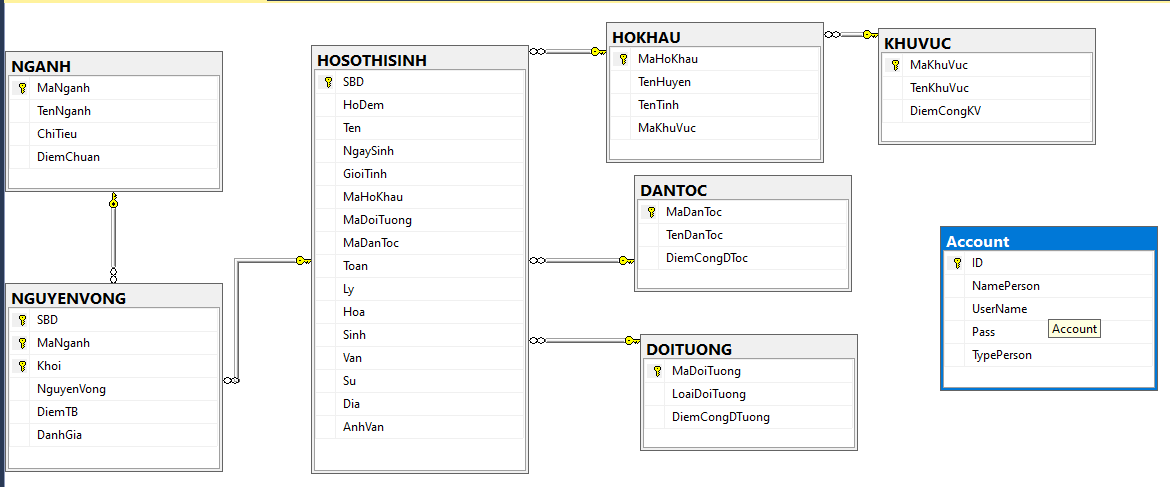 NGANH
MaNganh
TenNganh
ChiTieu
DiemChuan
NGUYENVONG
SBD
MaNganh
Khoi
NguyenVong
DiemTB
DanhGia
HOSOTHISINH
SBD
HoDem
Ten
NgaySinh
GioiTinh
MaHoKhau
MaDoiTuong
MaDanToc
Toan
Ly
Hoa
Sinh
Van
Su
Dia
AnhVan
HOKHAU
MaHoKhau
TenHuyen
TenTinh
MaKhuVuc
KHUVUC
MaKhuVuc
TenKhuVuc
DiemCongKV
DANTOC
MaDanToc
TenDanToc
DiemCongDToc
DOITUONG
MaDoiTuong
LoaiDoiTuong
DiemCongDTuong
Account
ID
NamePerson
UserName
Pass
Account
TypePerson